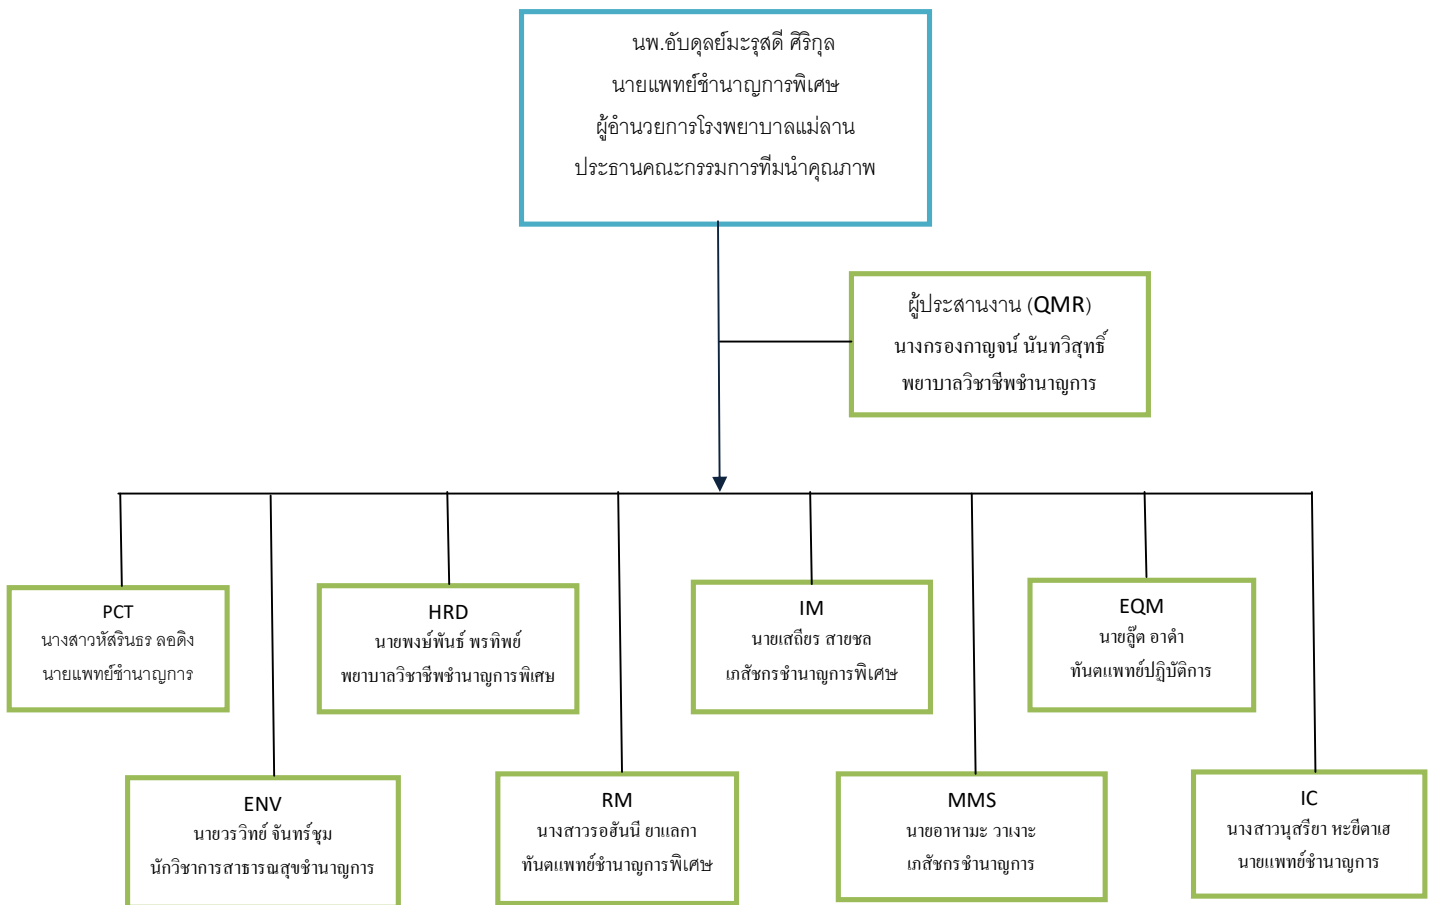 นพ.อับดุลย์มะรุสดี ศิริกุล
นายแพทย์ชำนาญการพิเศษ
ผู้อำนวยการโรงพยาบาลแม่ลาน
ประธานคณะกรรมการทีมนำคุณภาพ
ผู้ประสานงาน (QMR)
นางกรองกาญจน์ นันทวิสุทธิ์
พยาบาลวิชาชีพชำนาญการ
PCT
นางสาวหัสรินธร ลอดิง
นายแพทย์ชำนาญการ
HRD
นายพงษ์พันธ์ พรทิพย์
พยาบาลวิชาชีพชำนาญการพิเศษ
IM
นายเสถียร สายชล
เภสัชกรชำนาญการพิเศษ
EQM
นายลู๊ต อาดำ
ทันตแพทย์ปฏิบัติการ
ENV
นายวรวิทย์ จันทร์ชุม
นักวิชาการสาธารณสุขชำนาญการ
RM
นางสาวรอฮันนี ยาแลกา
ทันตแพทย์ชำนาญการพิเศษ
MMS
นายอาหามะ วาเงาะ
เภสัชกรชำนาญการ
IC
นางสาวนุสรียา หะยีตาเฮ
นายแพทย์ชำนาญการ